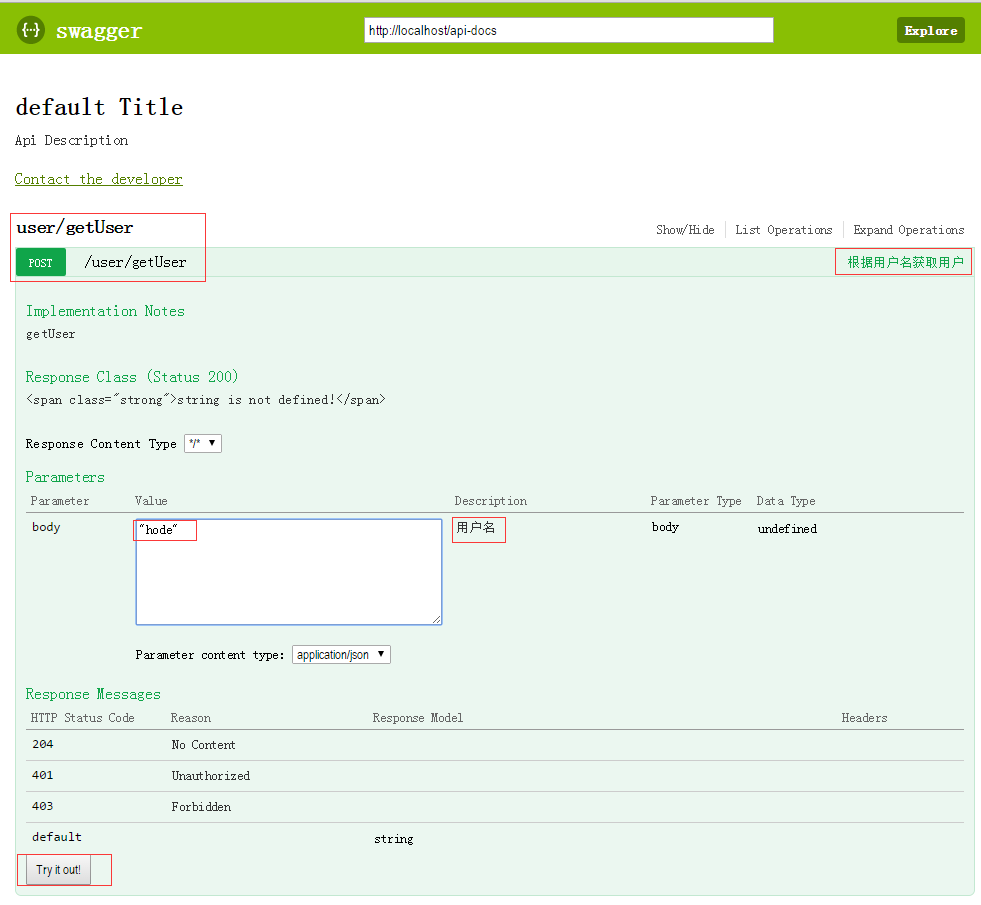 {··} swagger http://localhost/api-docs Explore
default Title
Api Description
Contact the developer
user/getUser Show/Hide List Operations Expand Operations
POST /user/getUser 根据用户名获取用户
Implementation Notes
getUser
Response Class (Status 200)
<span class="strong">string is not defined!</span>
Response Content Type */*
Parameters
Parameter Value Description Parameter Type Data Type
body "hode" 用户名 body undefined
Parameter content type: application/json
Response Messages
HTTP Status Code Reason Response Model Headers
204 No Content
401 Unauthorized
403 Forbidden
default string
Try it out!